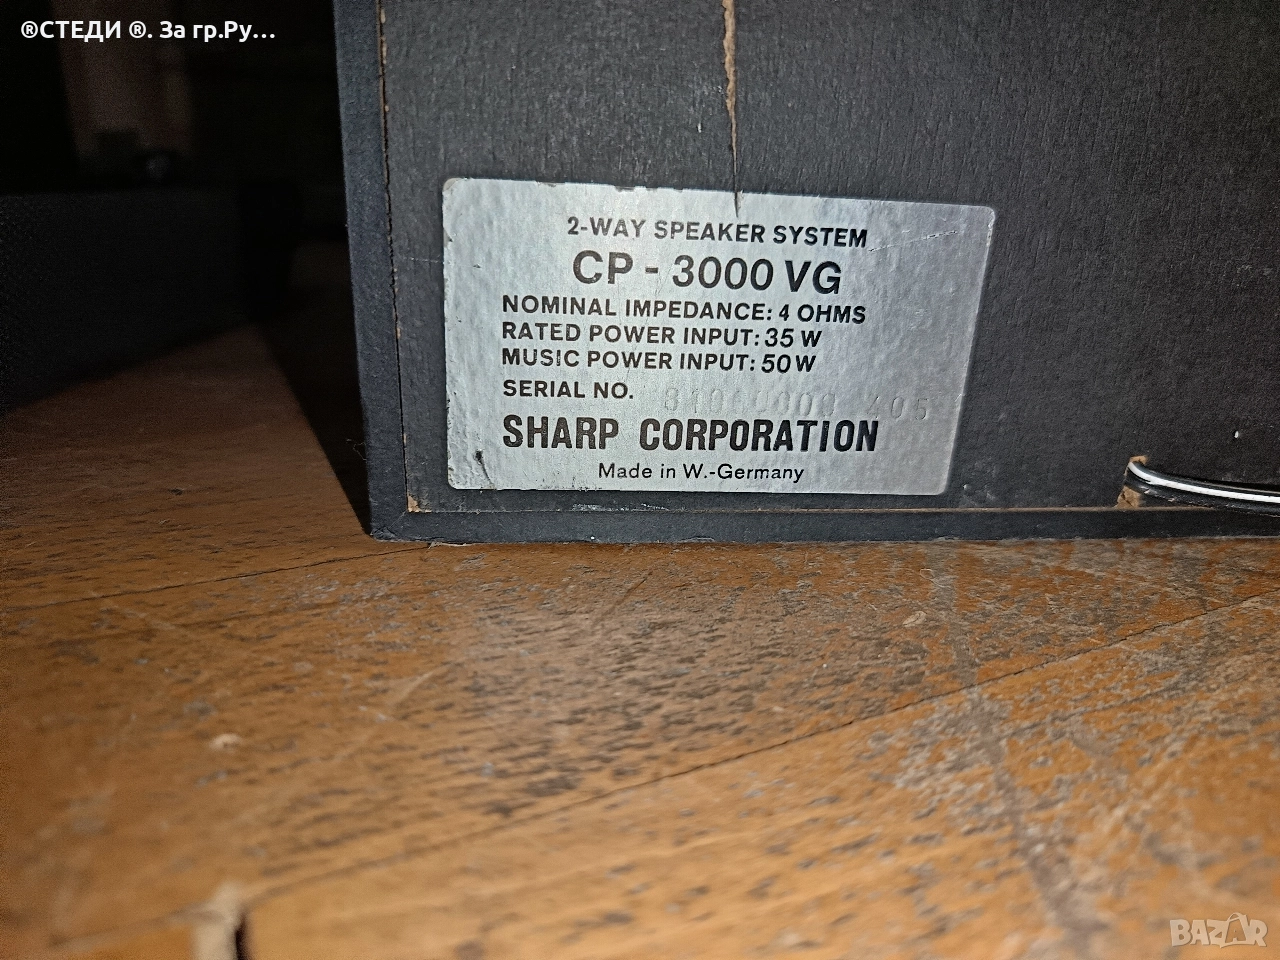 ®СТЕДИ ®. За гр.Ру...
2-WAY SPEAKER SYSTEM
CP - 3000 VG
NOMINAL IMPEDANCE: 4 OHMS
RATED POWER INPUT: 35 W
MUSIC POWER INPUT: 50 W
SERIAL NO.
SHARP CORPORATION
Made in W.-Germany
BAZAR